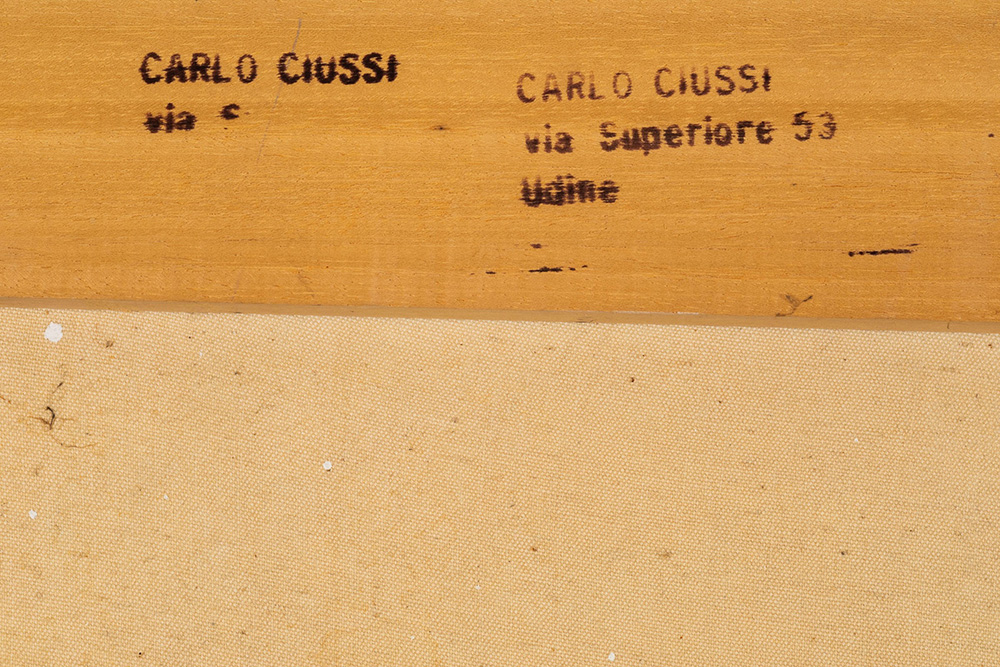 CARLO CIUSSI
via S
CARLO CIUSSI
via Superiore 53
Udine